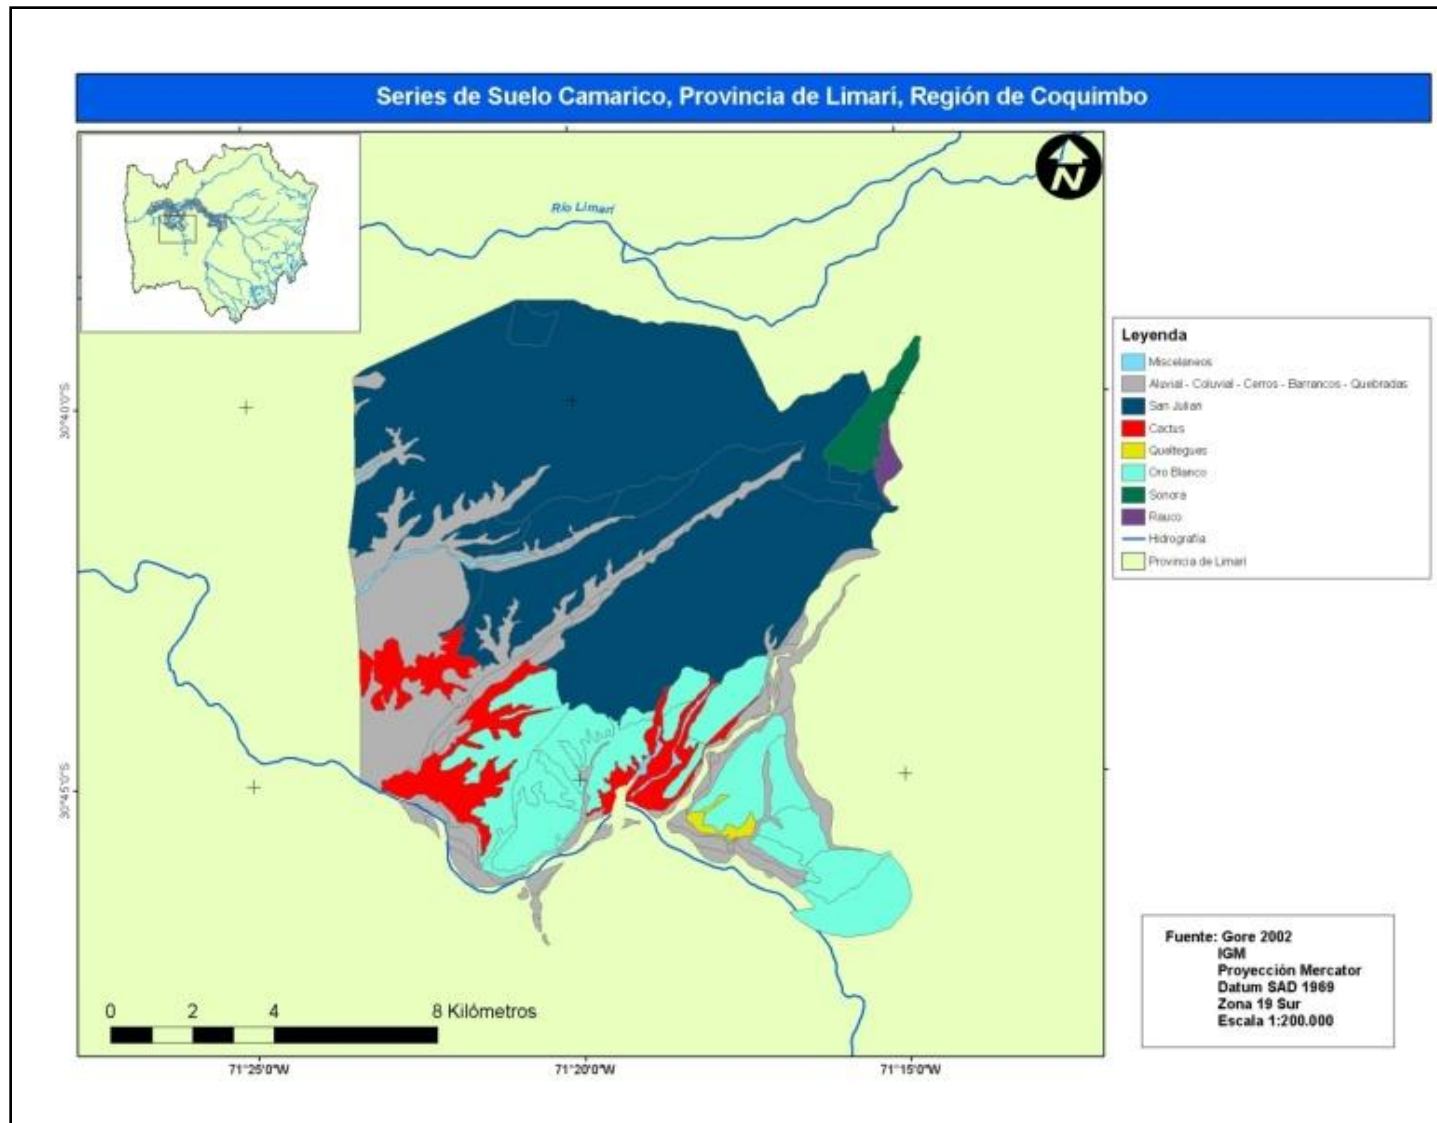 Series de Suelo Camarico, Provincia de Limarí, Región de Coquimbo
N
Río Limarí
30°40'0"S
30°45'0"S
Leyenda
Miscelaneos
Aluvial - Coluvial - Cerros - Barrancos - Quebradas
San Julian
Cactus
Queltegues
Oro Blanco
Sonora
Rauco
Hidrografía
Provincia de Limarí
Fuente: Gore 2002
IGM
Proyección Mercator
Datum SAD 1969
Zona 19 Sur
Escala 1:200.000
0 2 4 8 Kilómetros
71°25'0"W 71°20'0"W 71°15'0"W